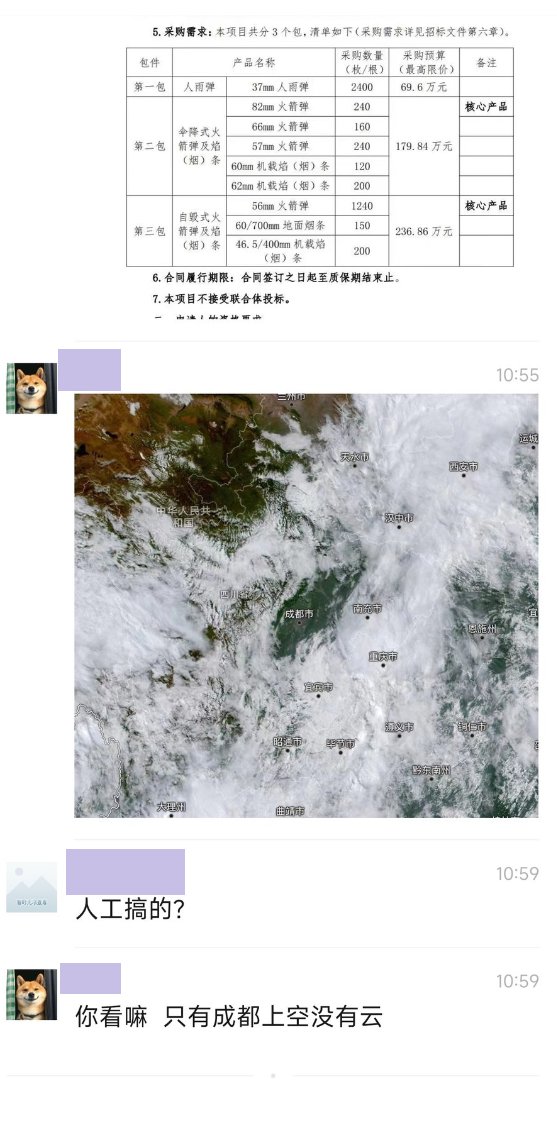 5. 采购需求：本项目共分 3 个包，清单如下（采购需求详见招标文件第六章）。
包件 产品名称 采购数量（枚/根） 采购预算（最高限价） 备注
第一包 人雨弹 37mm 人雨弹 2400 69.6 万元
第二包 伞降式火箭弹及焰（烟）条 82mm 火箭弹 240 179.84 万元 核心产品
66mm 火箭弹 160
57mm 火箭弹 240
60mm 机载焰（烟）条 120
62mm 机载焰（烟）条 200
第三包 自毁式火箭弹及焰（烟）条 56mm 火箭弹 1240 236.86 万元 核心产品
60/700mm 地面烟条 150
46.5/400mm 机载焰（烟）条 200
6. 合同履行期限：合同签订之日起至质保期结束止。
7. 本项目不接受联合体投标。
10:55
兰州市
运城
天水市
西安市
中华人民共和国
汉中市
四川省
成都市
南充市
恩施州
重庆市
宜宾市
遵义市
铜仁市
昭通市
毕节市
黔东南州
大理州
曲靖市
10:59
人工搞的？
10:59
你看嘛 只有成都上空没有云